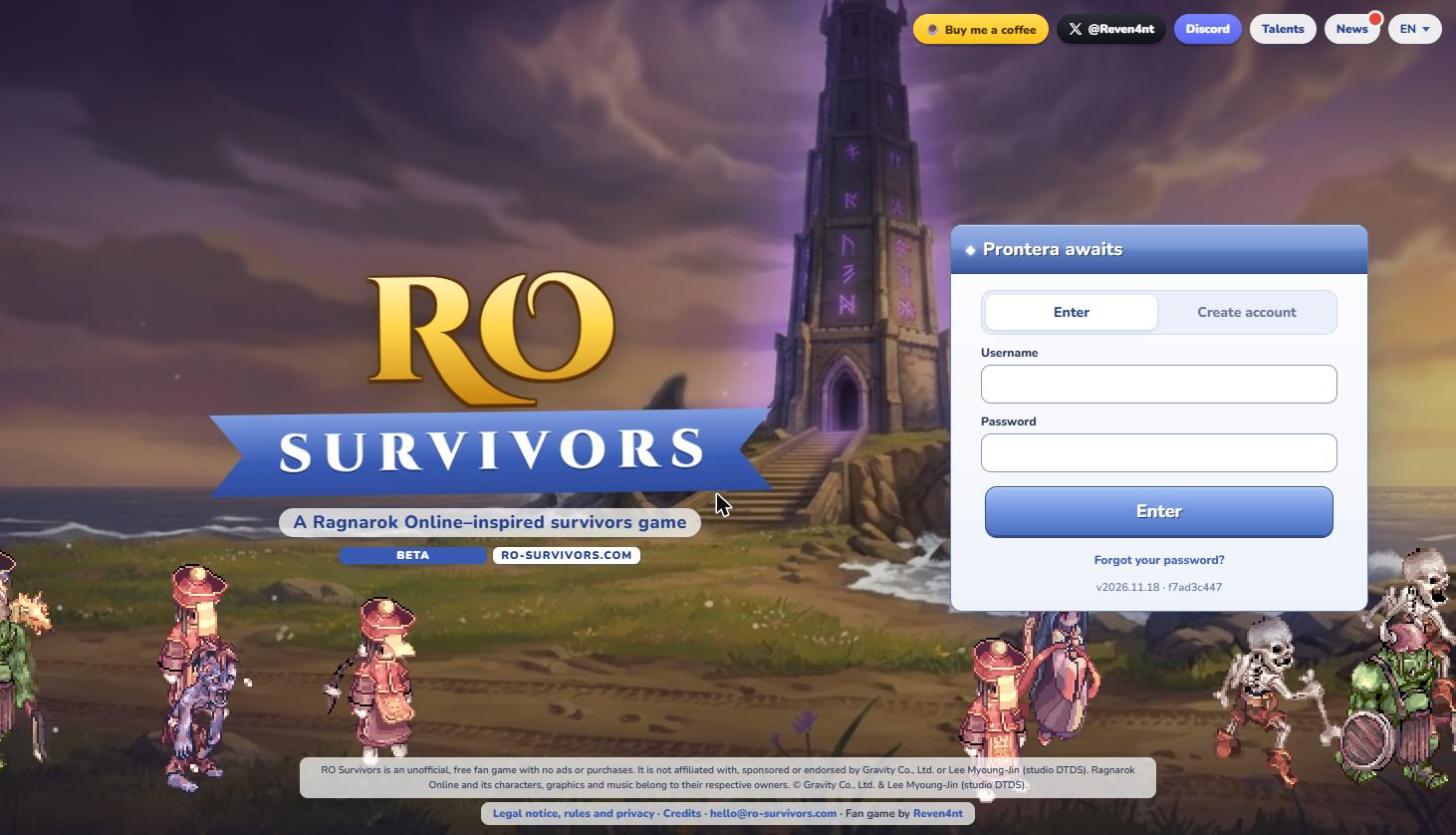 Buy me a coffee
@Reven4nt
Discord
Talents
News
EN
Prontera awaits
Enter
Create account
Username
Password
Enter
Forgot your password?
v2026.11.18 · f7ad3c447
RO
SURVIVORS
A Ragnarok Online–inspired survivors game
BETA
RO-SURVIVORS.COM
RO Survivors is an unofficial, free fan game with no ads or purchases. It is not affiliated with, sponsored or endorsed by Gravity Co., Ltd. or Lee Myoung-Jin (studio DTDS). Ragnarok
Online and its characters, graphics and music belong to their respective owners. © Gravity Co., Ltd. & Lee Myoung-Jin (studio DTDS).
Legal notice, rules and privacy · Credits · hello@ro-survivors.com · Fan game by Reven4nt